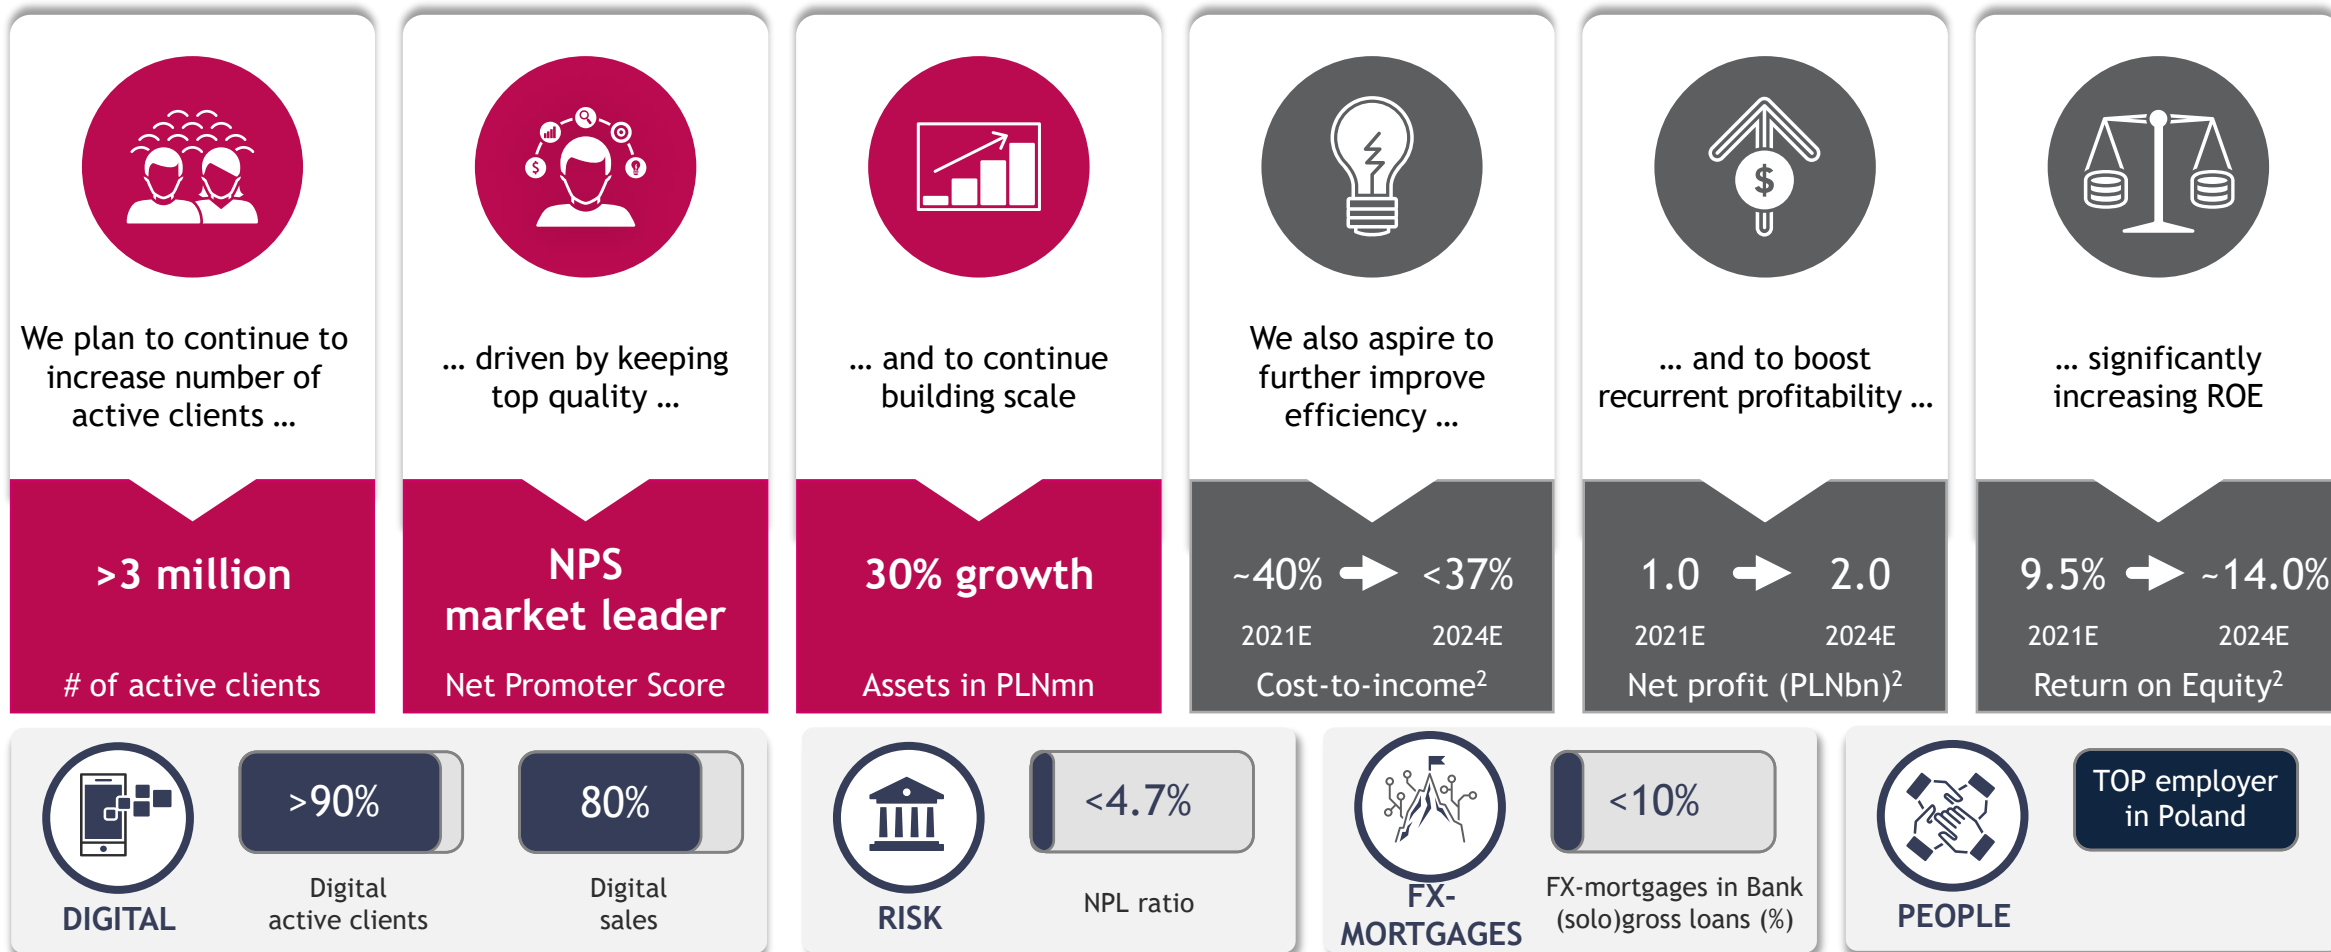 We plan to continue to
increase number of
active clients ...
>3 million
# of active clients
... driven by keeping
top quality ...
NPS
market leader
Net Promoter Score
... and to continue
building scale
30% growth
Assets in PLNmn
We also aspire to
further improve
efficiency ...
~40% <37%
2021E 2024E
Cost-to-income²
... and to boost
recurrent profitability ...
$
1.0 2.0
2021E 2024E
Net profit (PLNbn)²
... significantly
increasing ROE
9.5% ~14.0%
2021E 2024E
Return on Equity²
DIGITAL
>90%
Digital
active clients
80%
Digital
sales
RISK
<4.7%
NPL ratio
FX-
MORTGAGES
<10%
FX-mortgages in Bank
(solo)gross loans (%)
PEOPLE
TOP employer
in Poland